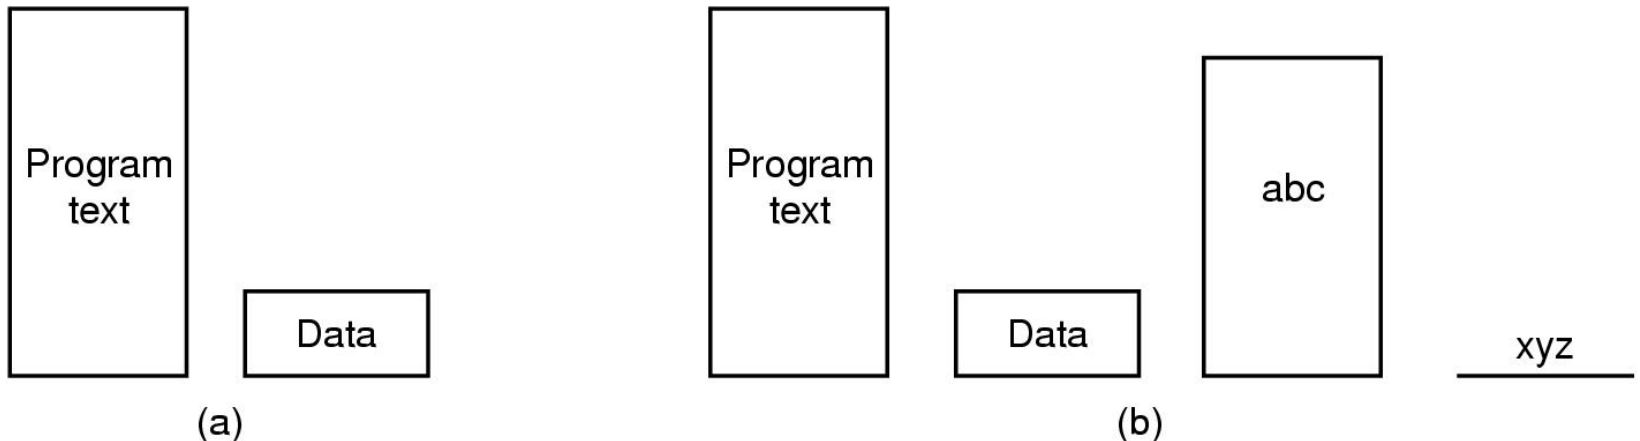 Program
text
Data
(a)
Program
text
Data
abc
xyz
(b)